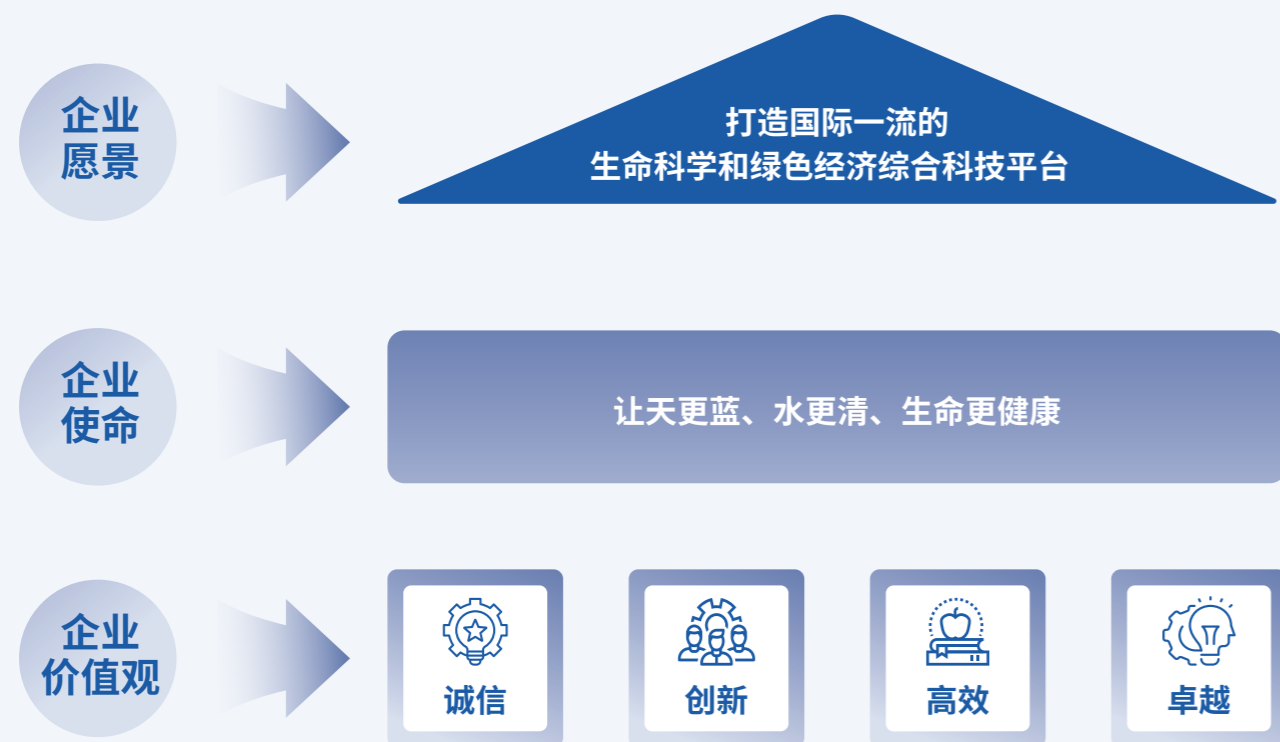 企业
愿景
打造国际一流的
生命科学和绿色经济综合科技平台
企业
使命
让天更蓝、水更清、生命更健康
企业
价值观
诚信
创新
高效
卓越